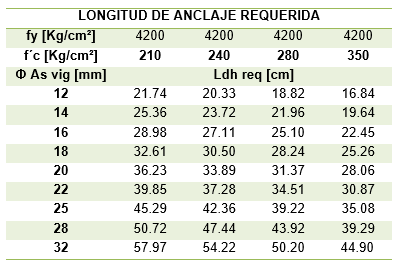 LONGITUD DE ANCLAJE REQUERIDA
fy [Kg/cm²] 4200 4200 4200 4200
f´c [Kg/cm²] 210 240 280 350
Φ As vig [mm] Ldh req [cm]
12 21.74 20.33 18.82 16.84
14 25.36 23.72 21.96 19.64
16 28.98 27.11 25.10 22.45
18 32.61 30.50 28.24 25.26
20 36.23 33.89 31.37 28.06
22 39.85 37.28 34.51 30.87
25 45.29 42.36 39.22 35.08
28 50.72 47.44 43.92 39.29
32 57.97 54.22 50.20 44.90